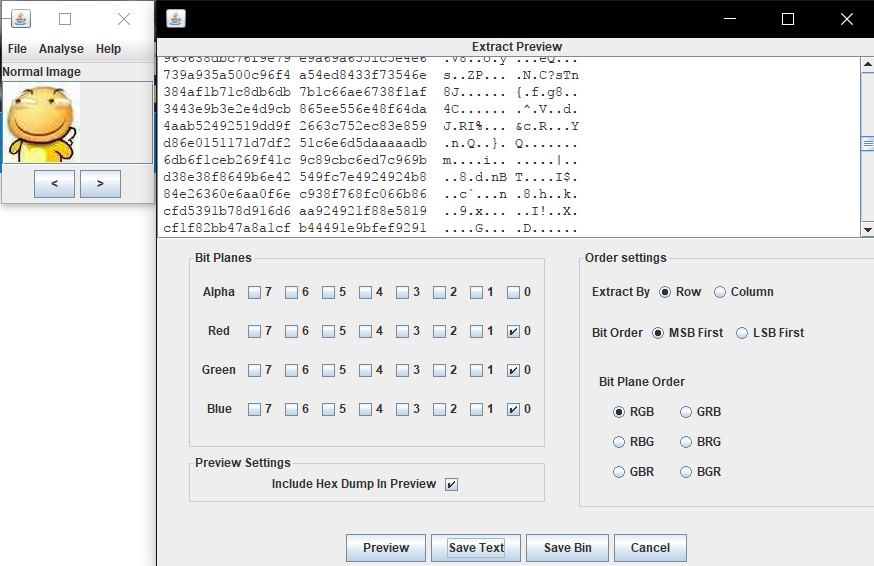 File Analyse Help
Normal Image
< >
Extract Preview
965638dbc76f9e79 e9a69a6551c5e4e6 .V8..o.y ...eQ...
739a935a500c96f4 a54ed8433f73546e s..ZP... .N.C?sTn
384af1b71c8db6db 7b1c66ae6738f1af 8J...... {.f.g8..
3443e9b3e2e4d9cb 865ee556e48f64da 4C...... .^.V..d.
4aab52492519dd9f 2663c752ec83e859 J.RI%... &c.R...Y
d86e0151171d7df2 51c6e6d5daaaaadb .n.Q..}. Q.......
6db6f1ceb269f41c 9c89cbc6ed7c969b m....i.. .....|..
d38e38f8649b6e42 549fc7e4924924b8 ..8.d.nB T....I$.
84e26360e6aa0f6e c938f768fc066b86 ..c`...n .8.h..k.
cfd5391b78d916d6 aa924921f88e5819 ..9.x... ..I!..X.
cf1f82bb47a8a1cf b44491e9bfef9291 ....G... .D......
Bit Planes
Alpha 7 6 5 4 3 2 1 0
Red 7 6 5 4 3 2 1 0
Green 7 6 5 4 3 2 1 0
Blue 7 6 5 4 3 2 1 0
Preview Settings
Include Hex Dump In Preview
Order settings
Extract By Row Column
Bit Order MSB First LSB First
Bit Plane Order
RGB GRB
RBG BRG
GBR BGR
Preview Save Text Save Bin Cancel